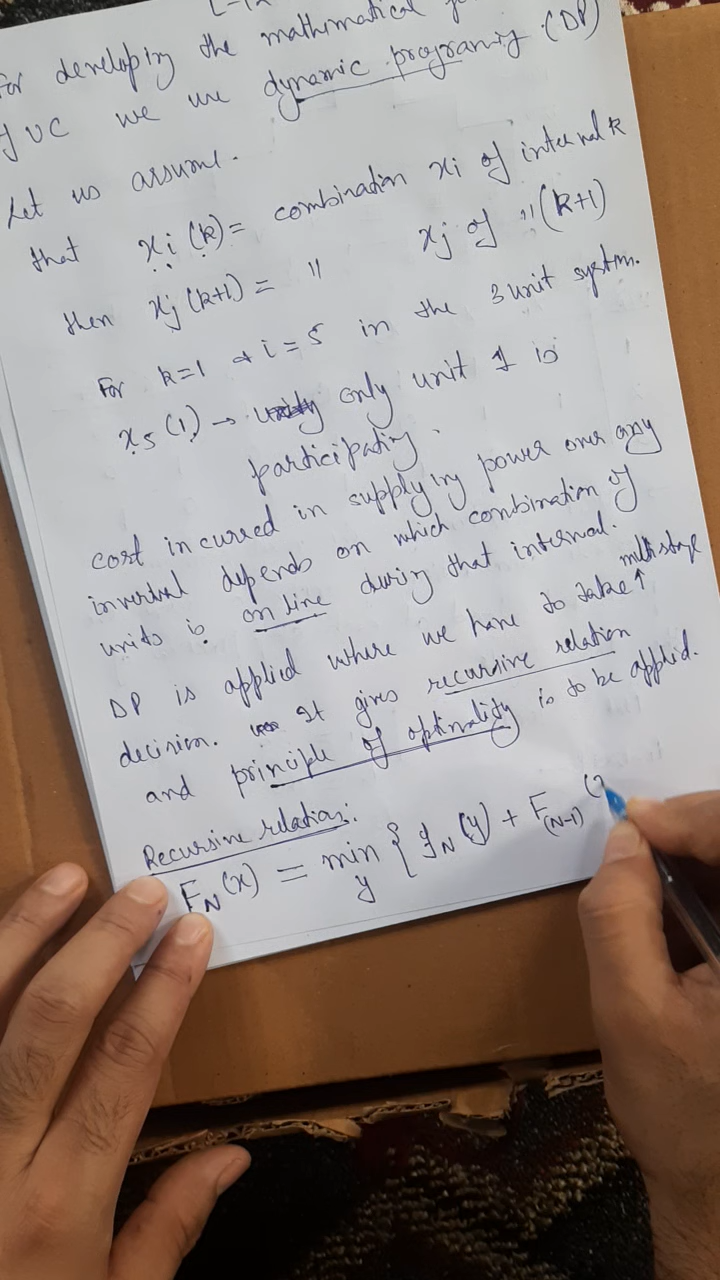 L-12
For developing the mathematical
of UC we use dynamic programig (DP)
Let us assume.
that xi (k) = combination xi of interval k
then xj (k+1) = " xj of " (k+1)
For k=1 & i=5 in the 3 unit system.
x5 (1) → only unit 1 is
participatig.
cost incurred in supplying power over any
interval depends on which combination of
units is on line during that interval.
DP is applied where we have to take ↑ multistage
decision. It gives recursive relation
and principle of optimality is to be applied.
Recursive relation:
FN(x) = min y { gN(y) + F(N-1) (